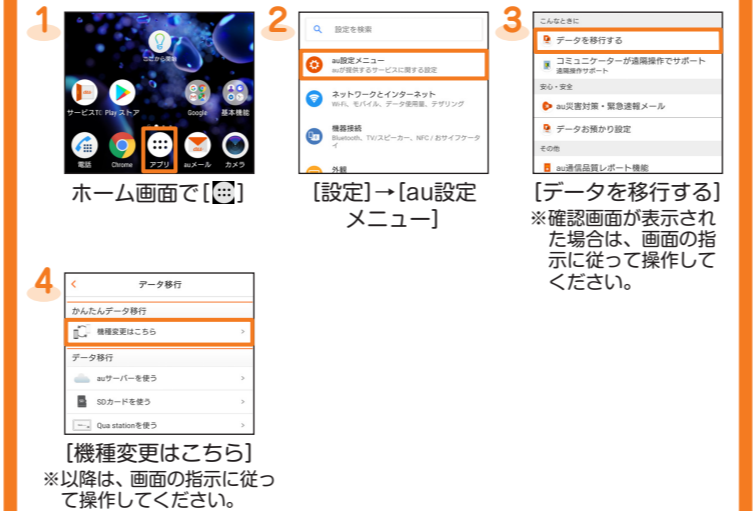 1
ここから電話
サービスTOP
Play ストア
Google
基本機能
電話
Chrome
アプリ
auメール
カメラ
ホーム画面で[ ]
2
設定を検索
au設定メニュー
auが提供するサービスに関する設定
ネットワークとインターネット
Wi-Fi、モバイル、データ使用量、テザリング
機器接続
Bluetooth、TV/スピーカー、NFC / おサイフケータ
イ
外観
[設定]→[au設定
メニュー]
3
こんなときに
データを移行する
コミュニケーターが遠隔操作でサポート
遠隔操作サポート
安心・安全
au災害対策・緊急速報メール
データお預かり設定
その他
au通信品質レポート機能
[データを移行する]
※確認画面が表示され
た場合は、画面の指
示に従って操作して
ください。
4
データ移行
かんたんデータ移行
機種変更はこちら
データ移行
auサーバーを使う
SDカードを使う
Qua stationを使う
[機種変更はこちら]
※以降は、画面の指示に従っ
て操作してください。